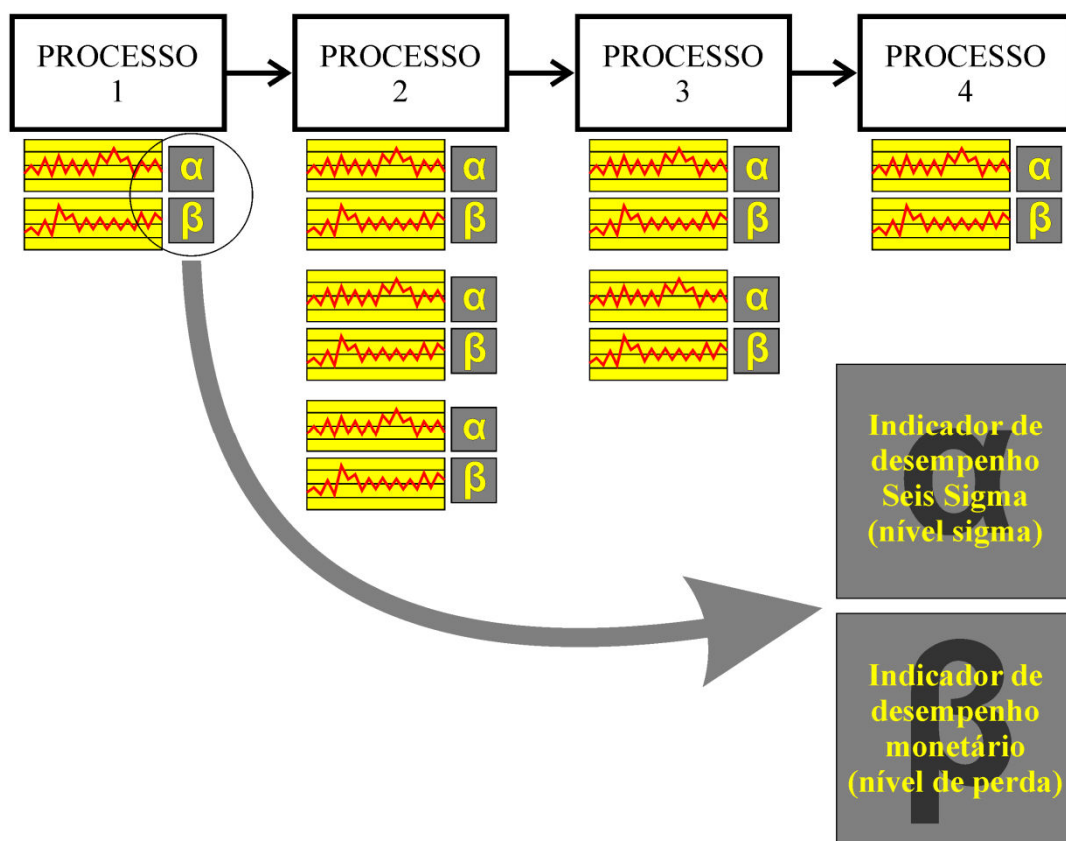 PROCESSO
1
PROCESSO
2
PROCESSO
3
PROCESSO
4
α
β
α
β
α
β
α
β
α
β
α
β
α
β
Indicador de
desempenho
Seis Sigma
(nível sigma)
α
Indicador de
desempenho
monetário
(nível de perda)
β